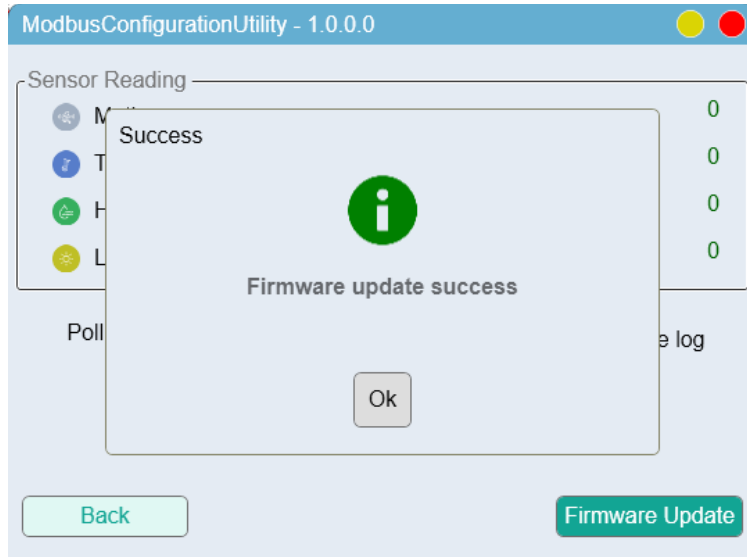 ModbusConfigurationUtility - 1.0.0.0
Sensor Reading
0
Success
0
0
0
Firmware update success
Poll
log
Ok
Back
Firmware Update